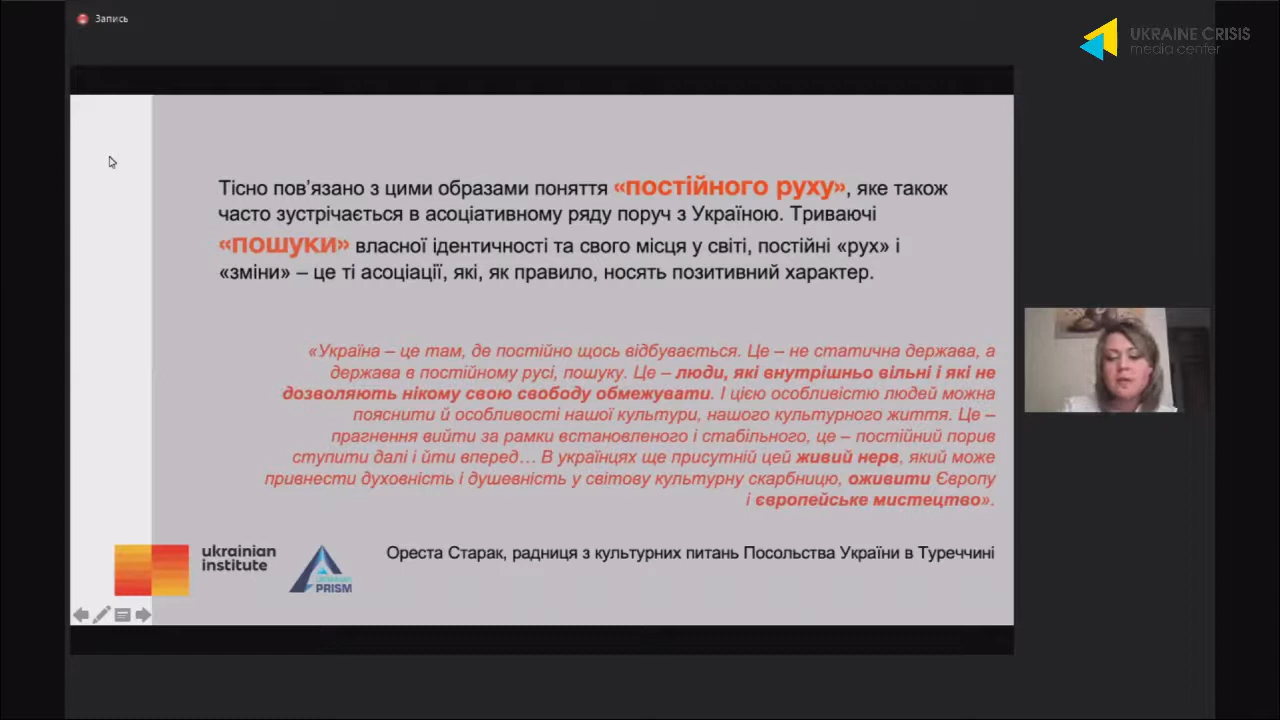 Запись
UKRAINE CRISIS
media center
Тісно пов’язано з цими образами поняття «постійного руху», яке також
часто зустрічається в асоціативному ряду поруч з Україною. Триваючі
«пошуки» власної ідентичності та свого місця у світі, постійні «рух» і
«зміни» – це ті асоціації, які, як правило, носять позитивний характер.
«Україна – це там, де постійно щось відбувається. Це – не статична держава, а
держава в постійному русі, пошуку. Це – люди, які внутрішньо вільні і які не
дозволяють нікому свою свободу обмежувати. І цією особливістю людей можна
пояснити й особливості нашої культури, нашого культурного життя. Це –
прагнення вийти за рамки встановленого і стабільного, це – постійний порив
ступити далі і йти вперед… В українцях ще присутній цей живий нерв, який може
привнести духовність і душевність у світову культурну скарбницю, оживити Європу
і європейське мистецтво».
Ореста Старак, радниця з культурних питань Посольства України в Туреччині
ukrainian
institute
UKRAINIAN
PRISM